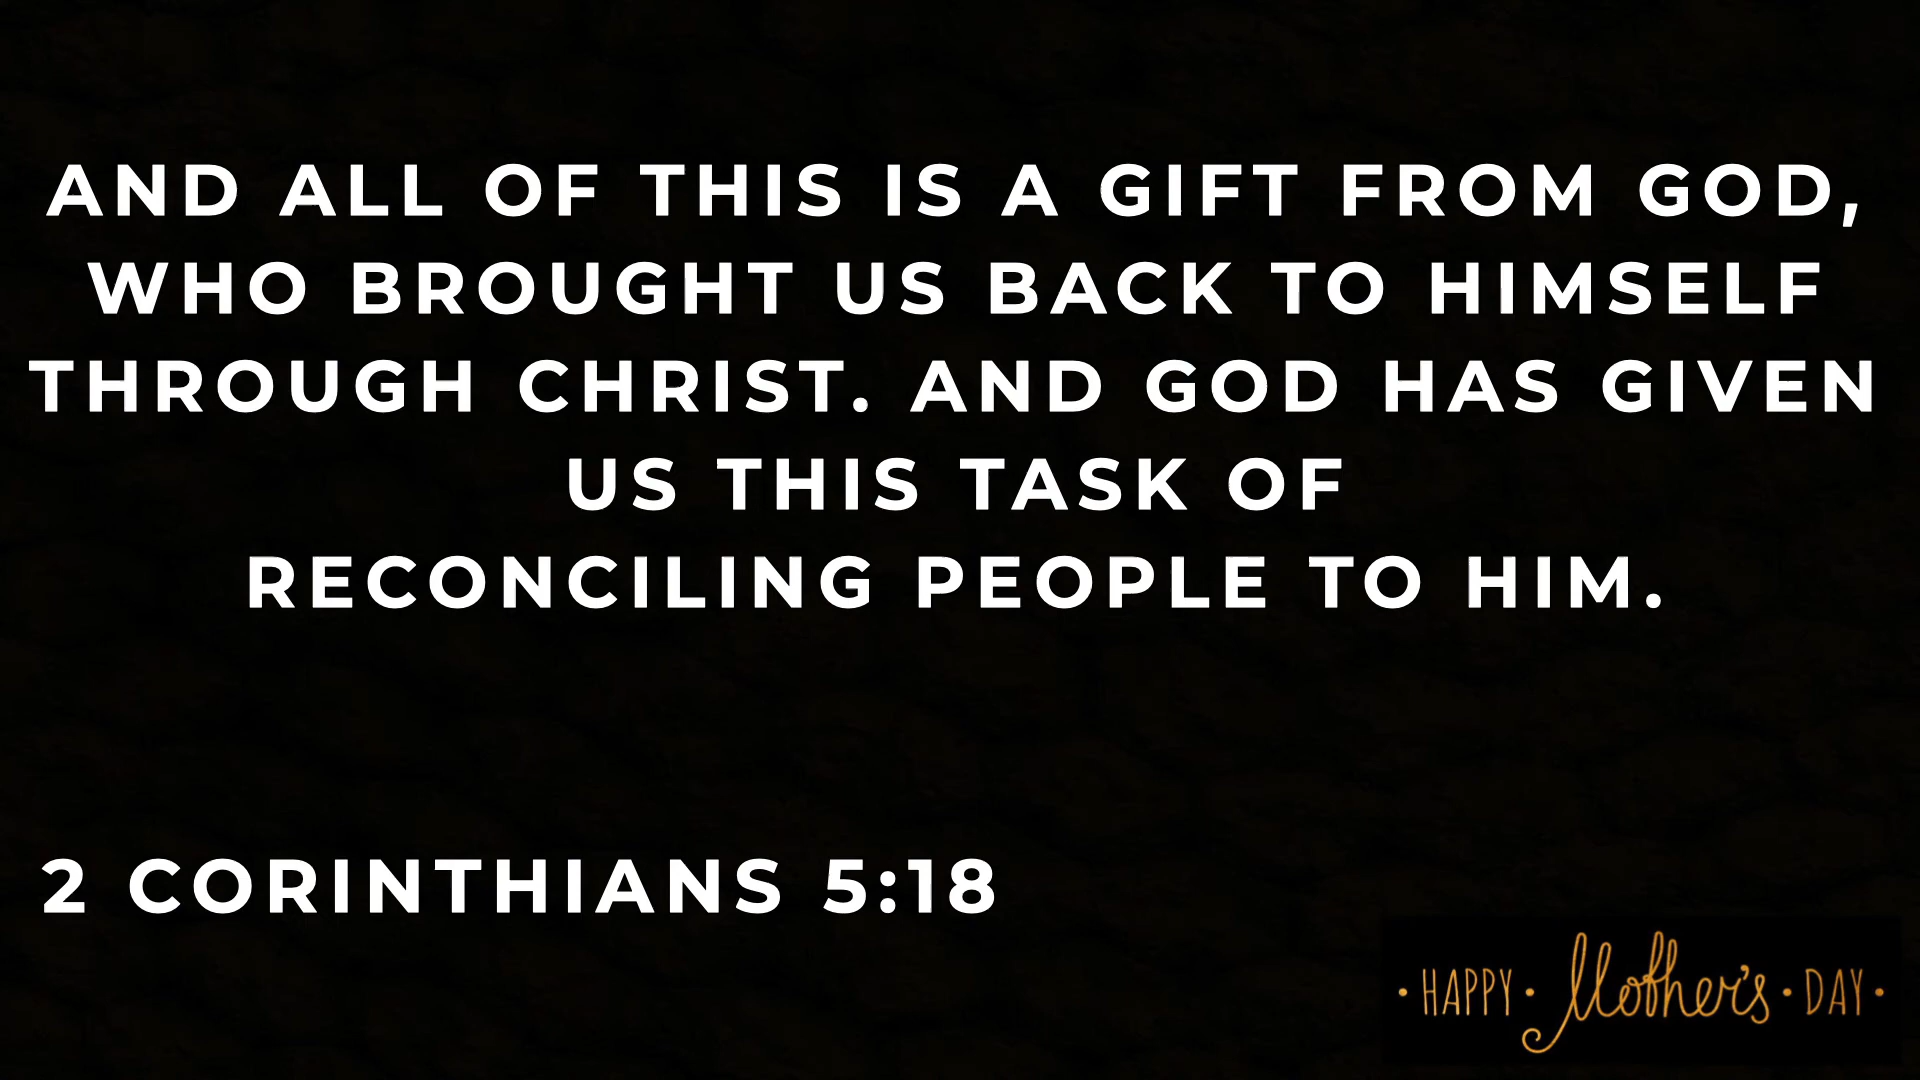 AND ALL OF THIS IS A GIFT FROM GOD,
WHO BROUGHT US BACK TO HIMSELF
THROUGH CHRIST. AND GOD HAS GIVEN
US THIS TASK OF
RECONCILING PEOPLE TO HIM.
2 CORINTHIANS 5:18
· HAPPY · Mother's · DAY ·